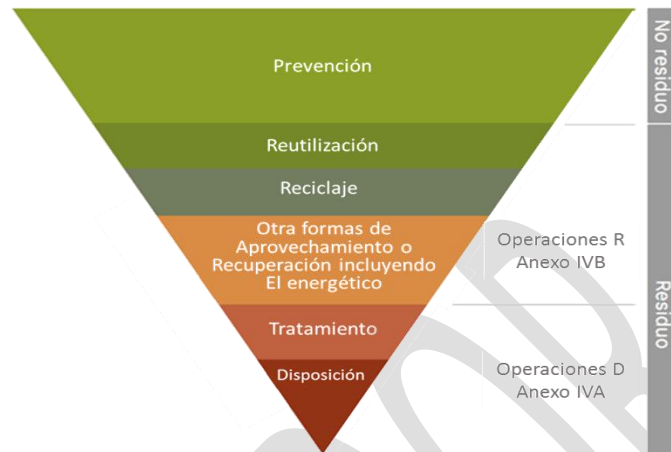 Prevención
Reutilización
Reciclaje
Otra formas de
Aprovechamiento o
Recuperación incluyendo
El energético
Tratamiento
Disposición
Operaciones R
Anexo IVB
Operaciones D
Anexo IVA
No residuo
Residuo